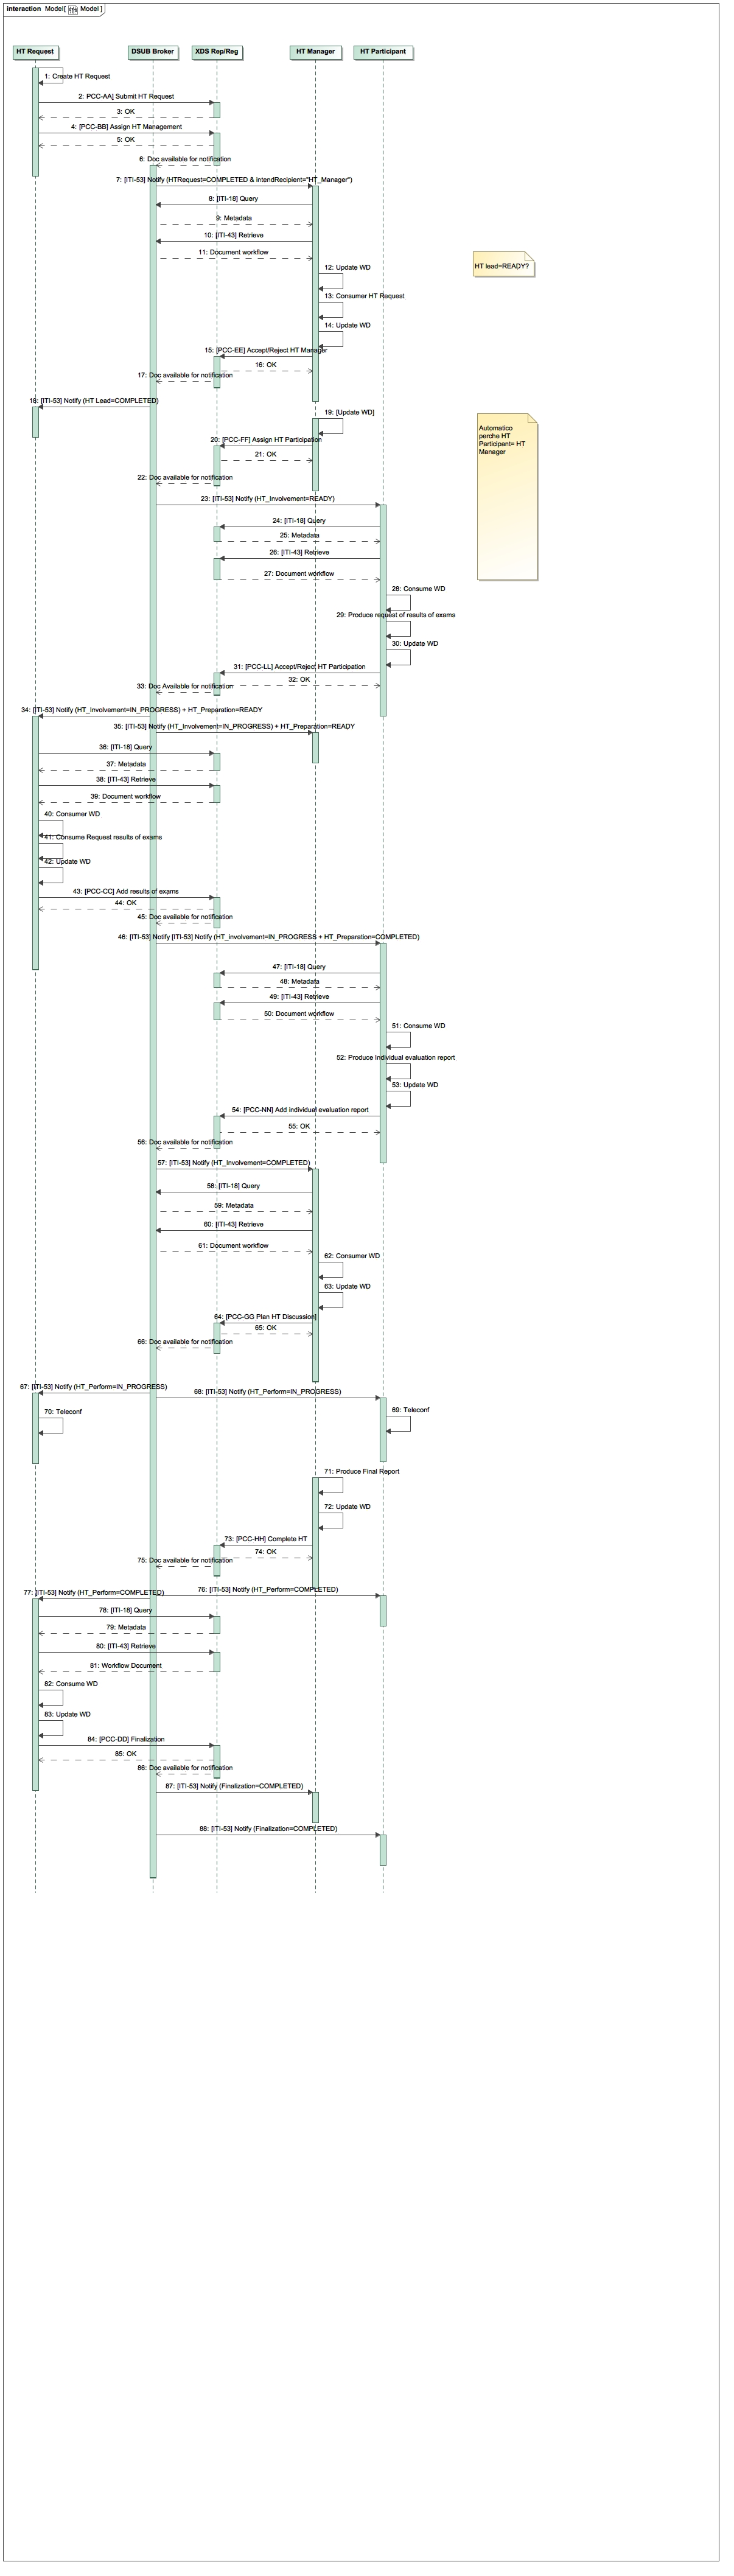 interaction Model[ Model ]
HT Request
DSUB Broker
XDS Rep/Reg
HT Manager
HT Participant
1: Create HT Request
2: PCC-AA] Submit HT Request
3: OK
4: [PCC-BB] Assign HT Management
5: OK
6: Doc available for notification
7: [ITI-53] Notify (HTRequest=COMPLETED & intendRecipient="HT_Manager")
8: [ITI-18] Query
9: Metadata
10: [ITI-43] Retrieve
11: Document workflow
HT lead=READY?
12: Update WD
13: Consumer HT Request
14: Update WD
15: [PCC-EE] Accept/Reject HT Manager
16: OK
17: Doc available for notification
18: [ITI-53] Notify (HT Lead=COMPLETED)
19: [Update WD]
Automatico
perche HT
Participant= HT
Manager
20: [PCC-FF] Assign HT Participation
21: OK
22: Doc available for notification
23: [ITI-53] Notify (HT_Involvement=READY)
24: [ITI-18] Query
25: Metadata
26: [ITI-43] Retrieve
27: Document workflow
28: Consume WD
29: Produce request of results of exams
30: Update WD
31: [PCC-LL] Accept/Reject HT Participation
32: OK
33: Doc Available for notification
34: [ITI-53] Notify (HT_Involvement=IN_PROGRESS) + HT_Preparation=READY
35: [ITI-53] Notify (HT_Involvement=IN_PROGRESS) + HT_Preparation=READY
36: [ITI-18] Query
37: Metadata
38: [ITI-43] Retrieve
39: Document workflow
40: Consumer WD
41: Consume Request results of exams
42: Update WD
43: [PCC-CC] Add results of exams
44: OK
45: Doc available for notification
46: [ITI-53] Notify [ITI-53] Notify (HT_involvement=IN_PROGRESS + HT_Preparation=COMPLETED)
47: [ITI-18] Query
48: Metadata
49: [ITI-43] Retrieve
50: Document workflow
51: Consume WD
52: Produce Individual evaluation report
53: Update WD
54: [PCC-NN] Add individual evaluation report
55: OK
56: Doc available for notification
57: [ITI-53] Notify (HT_Involvement=COMPLETED)
58: [ITI-18] Query
59: Metadata
60: [ITI-43] Retrieve
61: Document workflow
62: Consumer WD
63: Update WD
64: [PCC-GG Plan HT Discussion]
65: OK
66: Doc available for notification
67: [ITI-53] Notify (HT_Perform=IN_PROGRESS)
68: [ITI-53] Notify (HT_Perform=IN_PROGRESS)
69: Teleconf
70: Teleconf
71: Produce Final Report
72: Update WD
73: [PCC-HH] Complete HT
74: OK
75: Doc available for notification
76: [ITI-53] Notify (HT_Perform=COMPLETED)
77: [ITI-53] Notify (HT_Perform=COMPLETED)
78: [ITI-18] Query
79: Metadata
80: [ITI-43] Retrieve
81: Workflow Document
82: Consume WD
83: Update WD
84: [PCC-DD] Finalization
85: OK
86: Doc available for notification
87: [ITI-53] Notify (Finalization=COMPLETED)
88: [ITI-53] Notify (Finalization=COMPLETED)